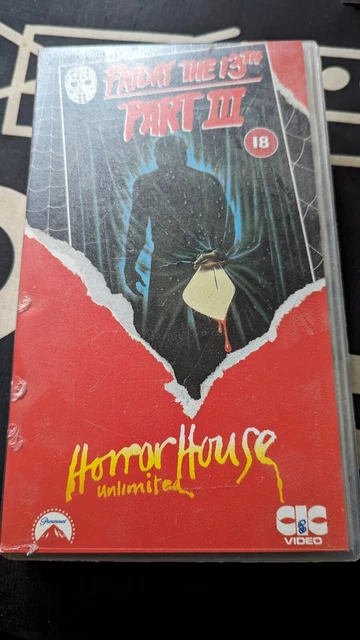 FRIDAY THE 13TH
PART III
18
Horror House
unlimited
Paramount
CIC
VIDEO